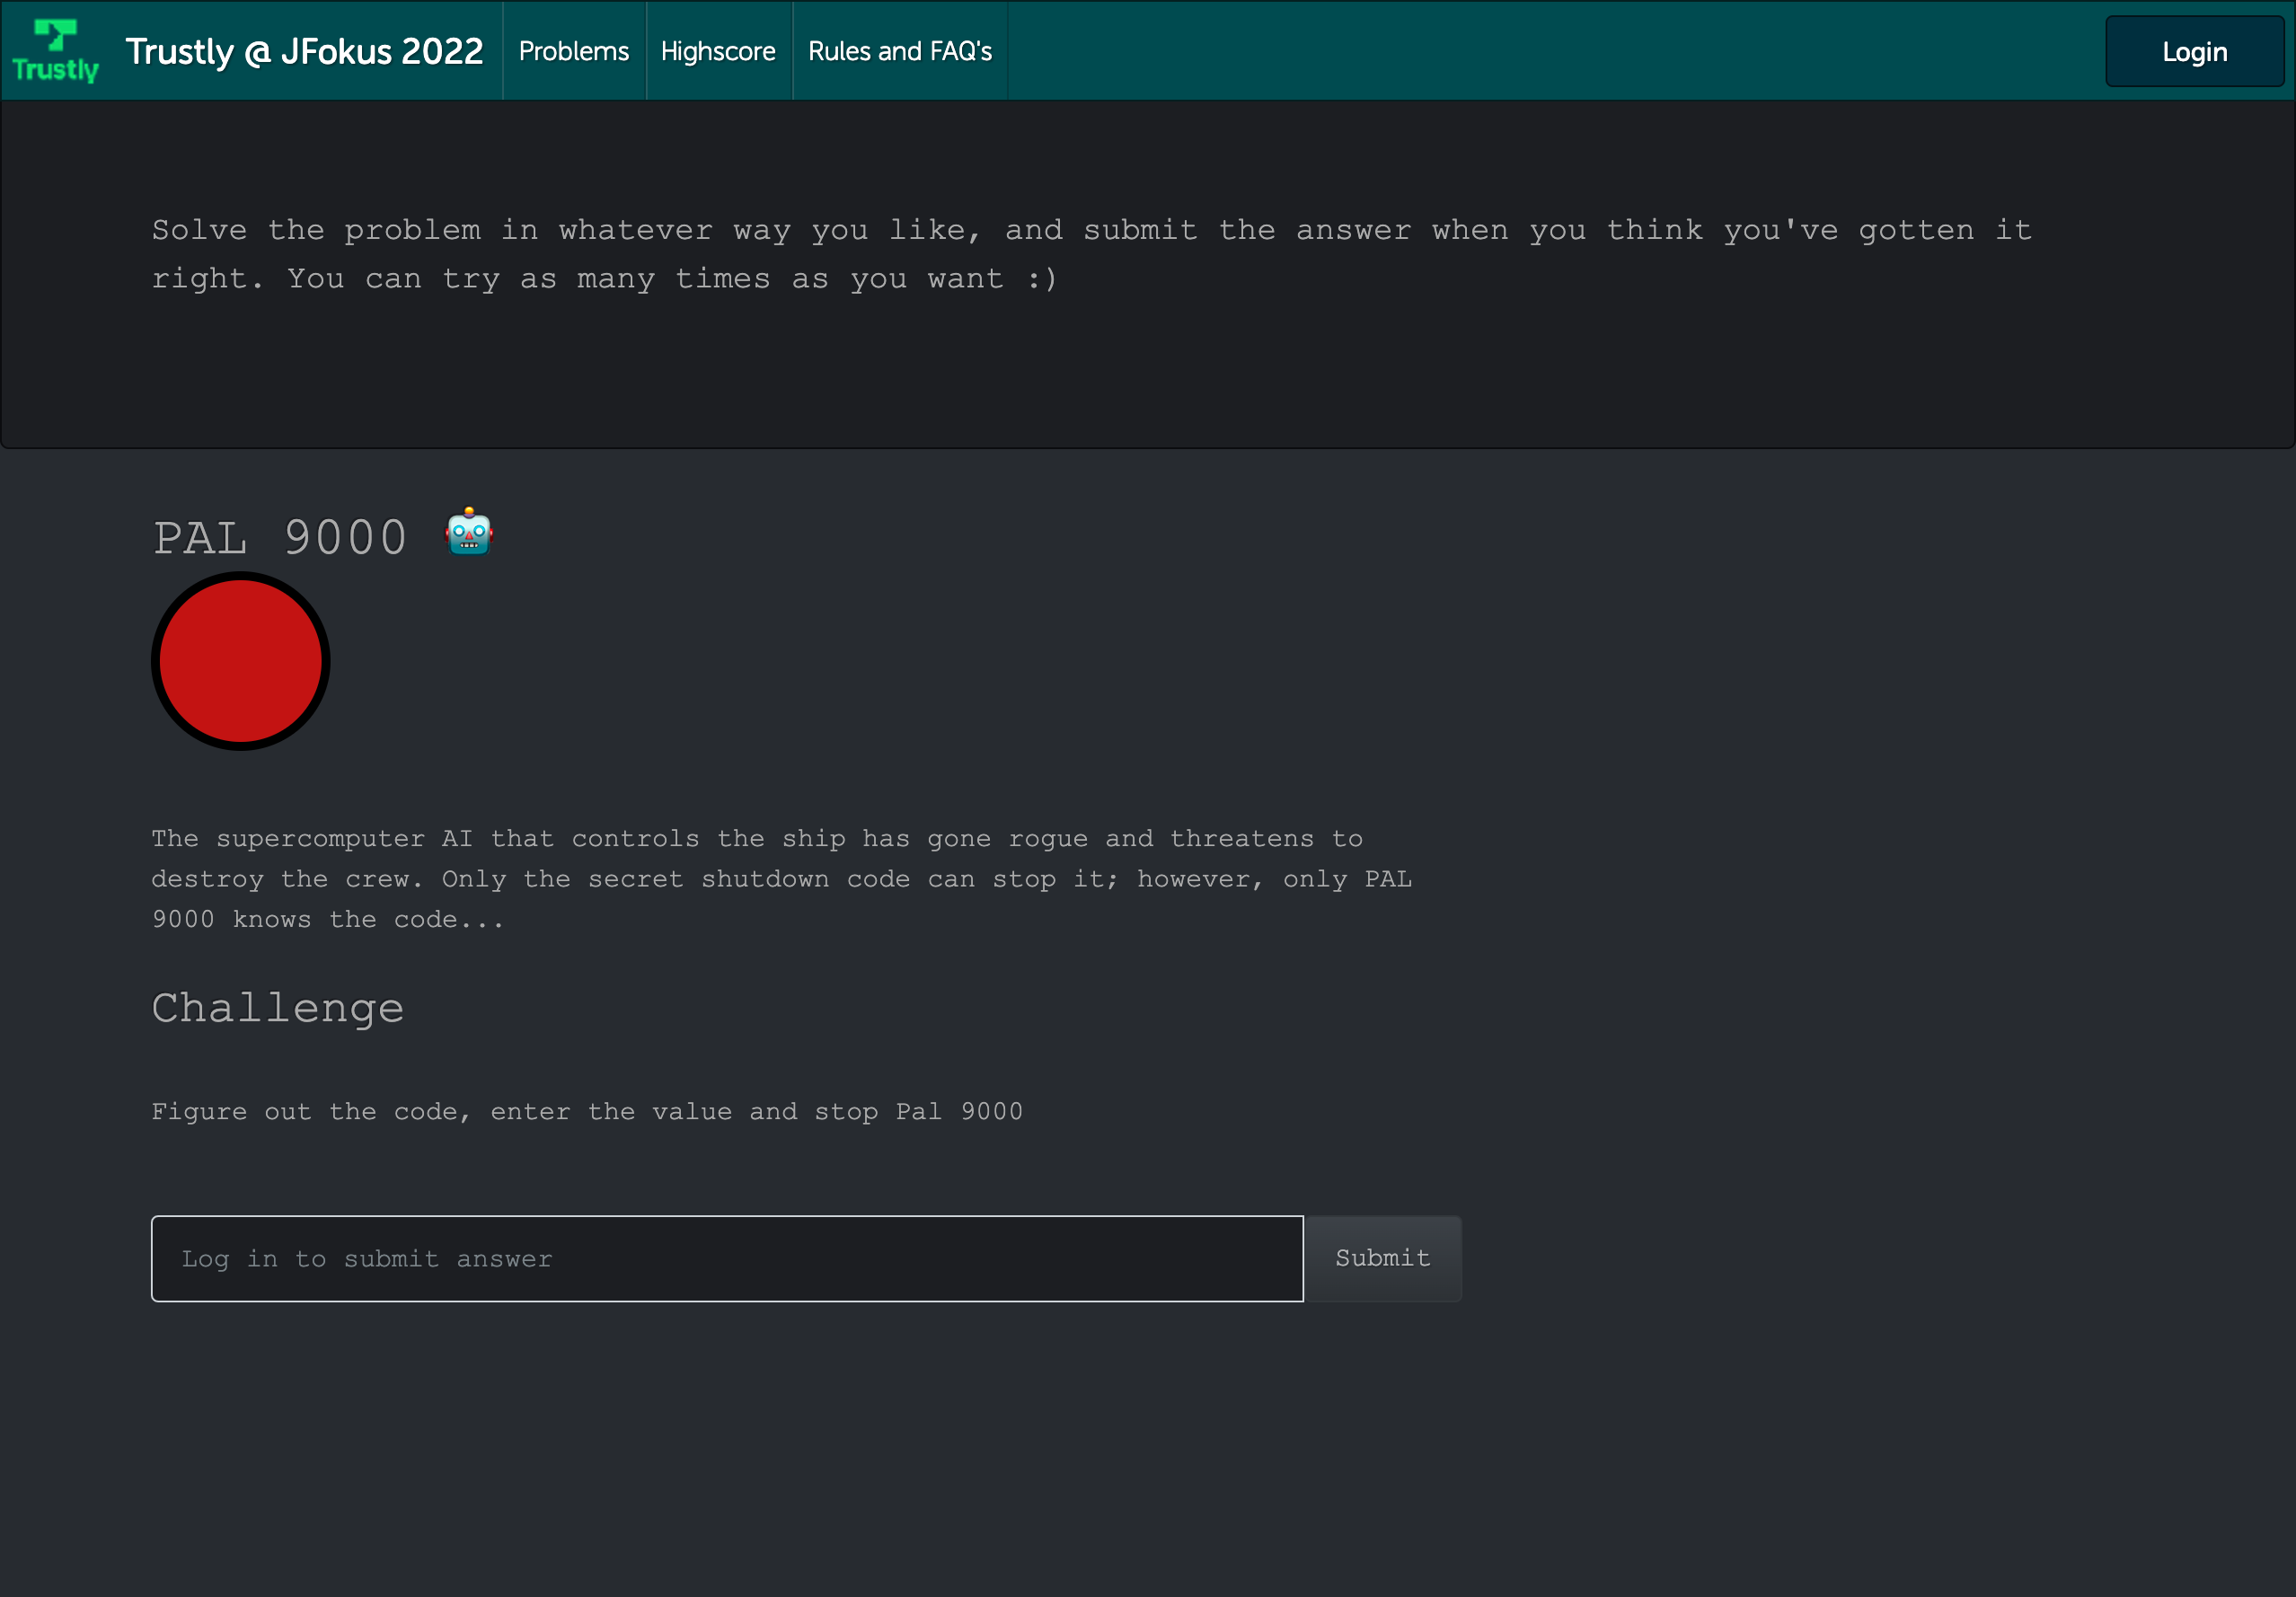 Trustly
Trustly @ JFokus 2022
Problems
Highscore
Rules and FAQ's
Login
Solve the problem in whatever way you like, and submit the answer when you think you've gotten it
right. You can try as many times as you want :)
PAL 9000 🤖
The supercomputer AI that controls the ship has gone rogue and threatens to
destroy the crew. Only the secret shutdown code can stop it; however, only PAL
9000 knows the code...
Challenge
Figure out the code, enter the value and stop Pal 9000
Log in to submit answer
Submit